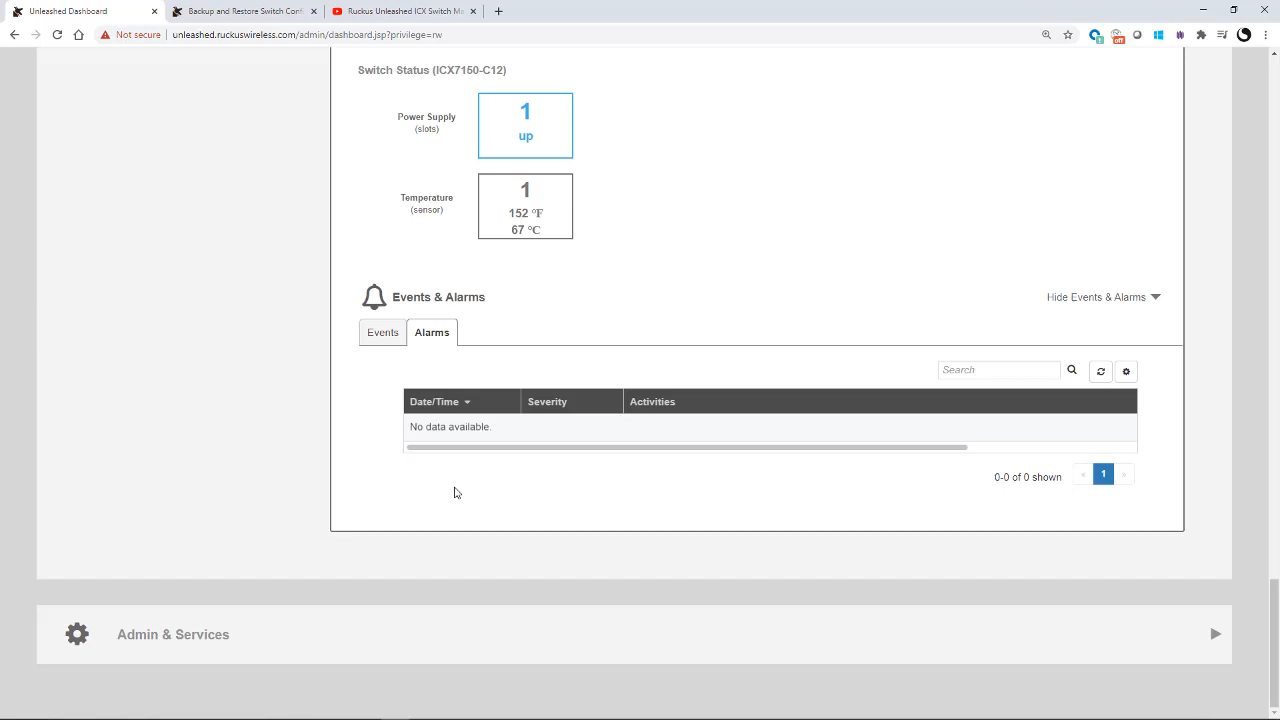 Unleashed Dashboard
Backup and Restore Switch Confi
Ruckus Unleashed ICX Switch Ma
Not secure
unleashed.ruckuswireless.com/admin/dashboard.jsp?privilege=rw
1
off
Switch Status (ICX7150-C12)
Power Supply
(slots)
1
up
Temperature
(sensor)
1
152 °F
67 °C
Events & Alarms
Hide Events & Alarms
Events
Alarms
Search
Date/Time
Severity
Activities
No data available.
0-0 of 0 shown
«
1
»
Admin & Services